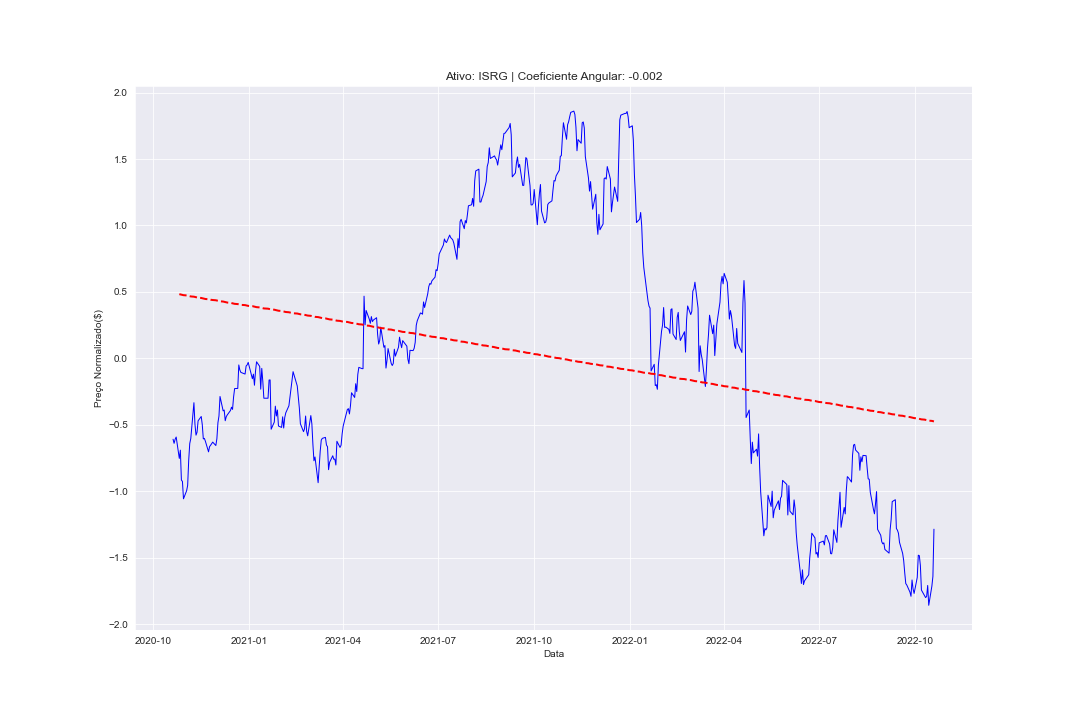 Ativo: ISRG | Coeficiente Angular: -0.002
2.0
1.5
1.0
0.5
0.0
−0.5
−1.0
−1.5
−2.0
Preço Normalizado($)
2020-10 2021-01 2021-04 2021-07 2021-10 2022-01 2022-04 2022-07 2022-10
Data